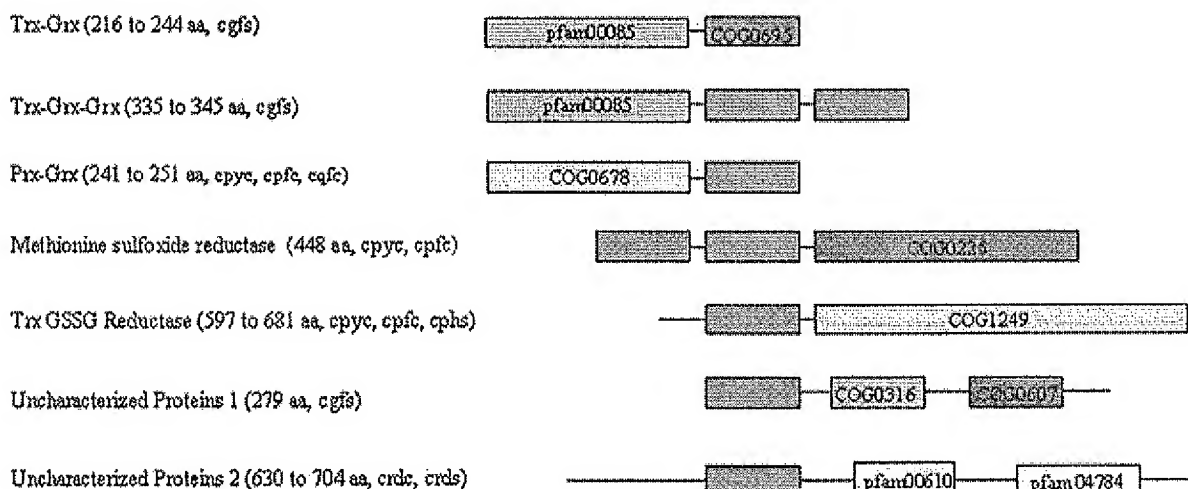 Trx-Grx (216 to 244 aa, cgfs)
pfam00085
COG0695
Trx-Grx-Grx (335 to 345 aa, cgfs)
pfam00085
Prx-Grx (241 to 251 aa, cpyc, cpfc, cqfc)
COG0678
Methionine sulfoxide reductase (448 aa, cpyc, cpfc)
COG0225
Trx GSSG Reductase (597 to 681 aa, cpyc, cpfc, cphs)
COG1249
Uncharacterized Proteins 1 (279 aa, cgfs)
COG0316
COG0607
Uncharacterized Proteins 2 (630 to 704 aa, crdc, crds)
pfam00610
pfam04784